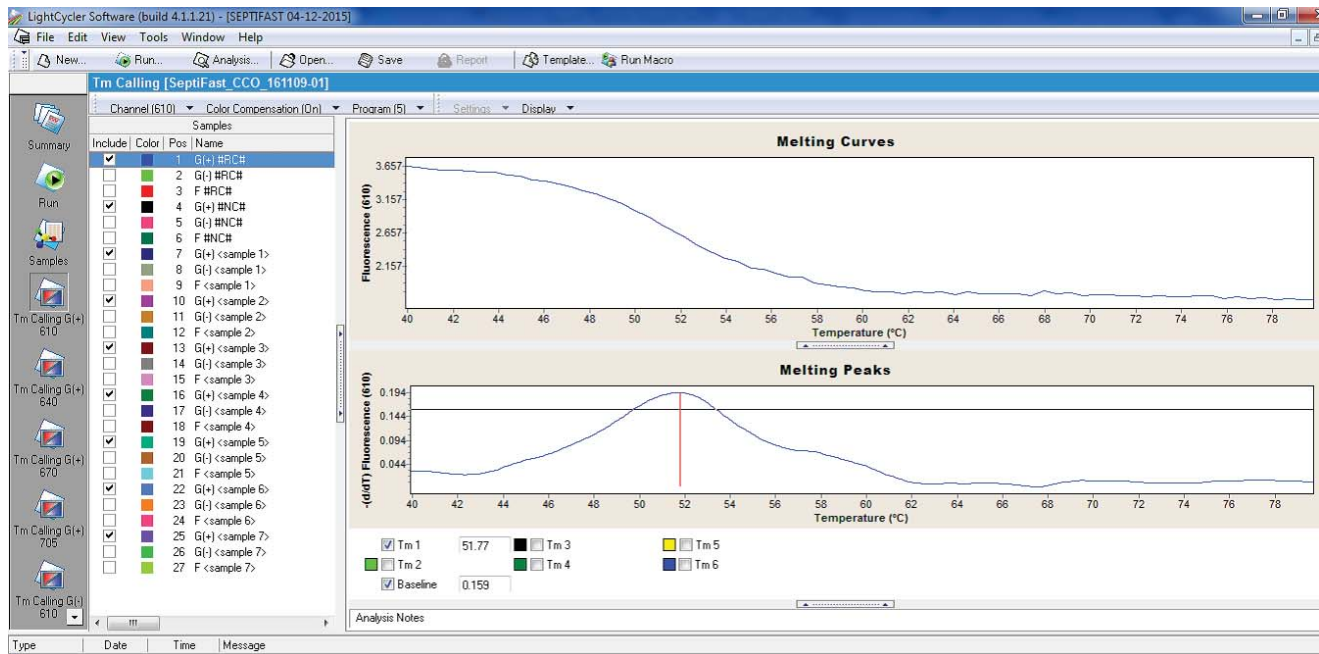 LightCycler Software (build 4.1.1.21) - [SEPTIFAST 04-12-2015]
File Edit View Tools Window Help
New... Run... Analysis... Open... Save Report Template... Run Macro
Tm Calling [SeptiFast_CCO_161109-01]
Channel (610) Color Compensation (On) Program (5) Settings Display
Summary
Run
Samples
Tm Calling G(+) 610
Tm Calling G(+) 640
Tm Calling G(+) 670
Tm Calling G(+) 705
Tm Calling G(-) 610
Samples
Include Color Pos Name
1 G(+) #RC#
2 G(-) #RC#
3 F #RC#
4 G(+) #NC#
5 G(-) #NC#
6 F #NC#
7 G(+) <sample 1>
8 G(-) <sample 1>
9 F <sample 1>
10 G(+) <sample 2>
11 G(-) <sample 2>
12 F <sample 2>
13 G(+) <sample 3>
14 G(-) <sample 3>
15 F <sample 3>
16 G(+) <sample 4>
17 G(-) <sample 4>
18 F <sample 4>
19 G(+) <sample 5>
20 G(-) <sample 5>
21 F <sample 5>
22 G(+) <sample 6>
23 G(-) <sample 6>
24 F <sample 6>
25 G(+) <sample 7>
26 G(-) <sample 7>
27 F <sample 7>
Melting Curves
Fluorescence (610)
3.657
3.157
2.657
2.157
40 42 44 46 48 50 52 54 56 58 60 62 64 66 68 70 72 74 76 78
Temperature (ºC)
Melting Peaks
-(d/dT) Fluorescence (610)
0.194
0.144
0.094
0.044
40 42 44 46 48 50 52 54 56 58 60 62 64 66 68 70 72 74 76 78
Temperature (ºC)
Tm 1 51.77 Tm 3 Tm 5
Tm 2 Tm 4 Tm 6
Baseline 0.159
Analysis Notes
Type Date Time Message